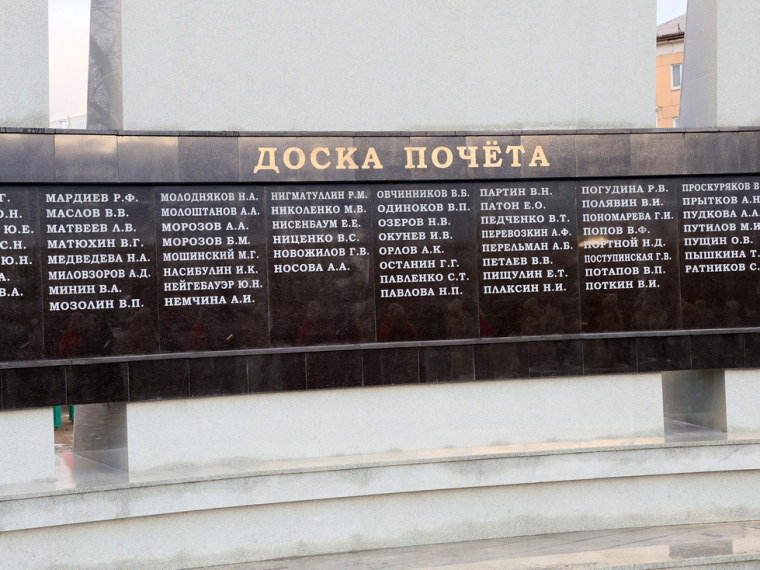 ДОСКА ПОЧЁТА
МАРДИЕВ Р.Ф.
МАСЛОВ В.В.
МАТВЕЕВ Л.В.
МАТЮХИН В.Г.
МЕДВЕДЕВА Н.А.
МИЛОВЗОРОВ А.Д.
МИНИН В.А.
МОЗОЛИН В.П.
МОЛОДНЯКОВ Н.А.
МОЛОШТАНОВ А.А.
МОРОЗОВ А.А.
МОРОЗОВ Б.М.
МОШИНСКИЙ М.Г.
НАСИБУЛИН И.К.
НЕЙГЕБАУЭР Ю.Н.
НЕМЧИНА А.И.
НИГМАТУЛЛИН Р.М.
НИКОЛЕНКО М.В.
НИСЕНБАУМ Е.Е.
НИЦЕНКО В.С.
НОВОЖИЛОВ Г.В.
НОСОВА А.А.
ОВЧИННИКОВ В.В.
ОДИНОКОВ В.П.
ОЗЕРОВ Н.В.
ОКУНЕВ И.В.
ОРЛОВ А.К.
ОСТАНИН Г.Г.
ПАВЛЕНКО С.Т.
ПАВЛОВА Н.П.
ПАРТИН В.Н.
ПАТОН Е.О.
ПЕДЧЕНКО В.Т.
ПЕРЕВОЗКИН А.Ф.
ПЕРЕЛЬМАН А.В.
ПЕТАЕВ В.В.
ПИЩУЛИН Е.Т.
ПЛАКСИН Н.И.
ПОГУДИНА Р.В.
ПОЛЯВИН В.И.
ПОНОМАРЕВА Г.И.
ПОПОВ В.Ф.
ПОРТНОЙ Н.Д.
ПОСТУПИНСКАЯ Г.В.
ПОТАПОВ В.П.
ПОТКИН В.И.
ПРОСКУРЯКОВ В
ПРЫТКОВ А.Н
ПУДКОВА А.А
ПУТИЛОВ М.И
ПУЩИН О.В.
ПЫШКИНА Т.
РАТНИКОВ С.